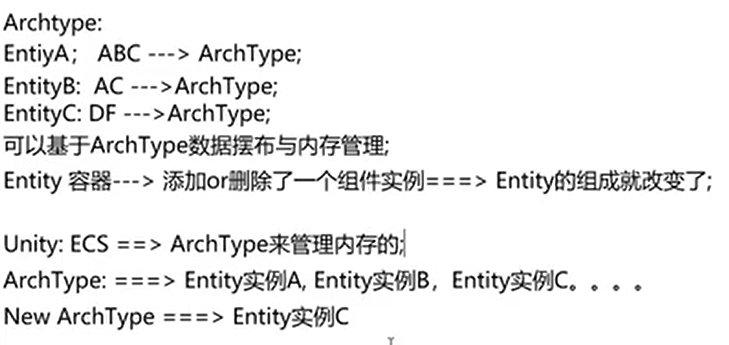 Archtype:
EntiyA； ABC ---> ArchType;
EntityB:  AC --->ArchType;
EntityC: DF --->ArchType;
可以基于ArchType数据摆布与内存管理;
Entity 容器---> 添加or删除了一个组件实例===> Entity的组成就改变了;
Unity: ECS ==> ArchType来管理内存的;
ArchType: ===> Entity实例A, Entity实例B，Entity实例C。。。。
New ArchType ===> Entity实例C